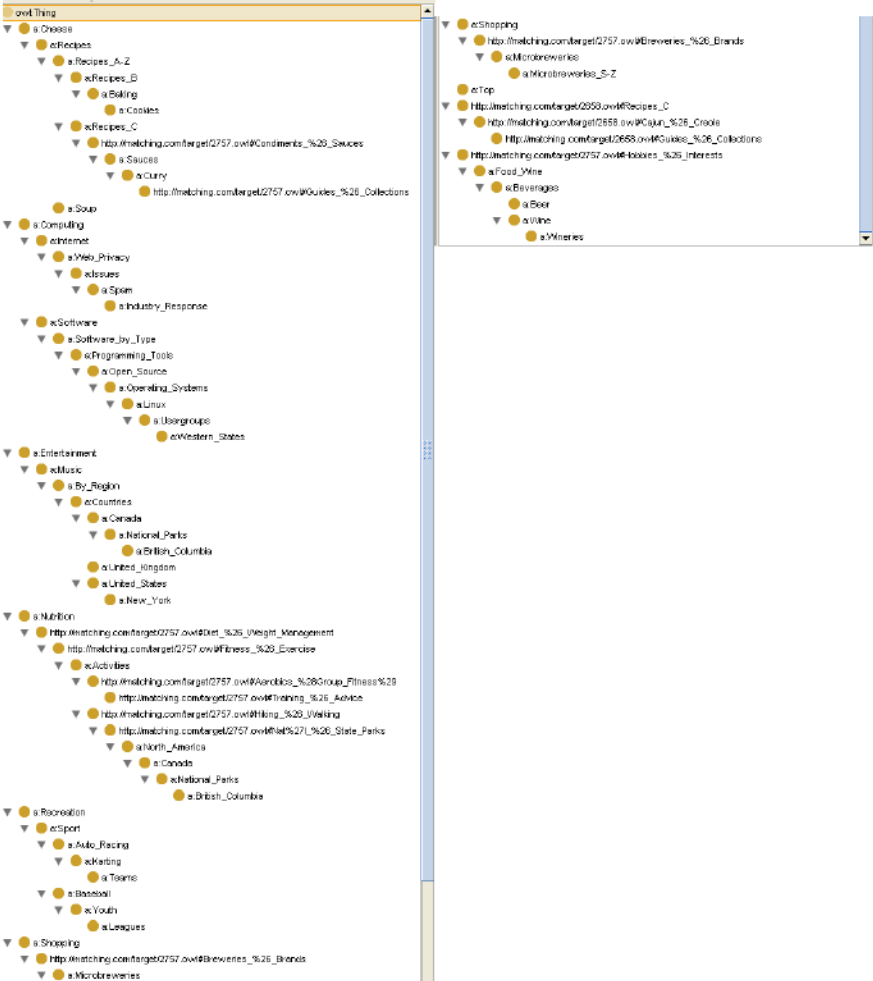 owl:Thing
a:Cheese
a:Recipes
a:Recipes_A-Z
a:Recipes_B
a:Baking
a:Cookies
a:Recipes_C
http://matching.com/target/2757.owl#Condiments_%26_Sauces
a:Sauces
a:Curry
http://matching.com/target/2757.owl#Guides_%26_Collections
a:Soup
a:Computing
a:Internet
a:Web_Privacy
a:Issues
a:Spam
a:Industry_Response
a:Software
a:Software_by_Type
a:Programming_Tools
a:Open_Source
a:Operating_Systems
a:Linux
a:Usergroups
a:Western_States
a:Entertainment
a:Music
a:By_Region
a:Countries
a:Canada
a:National_Parks
a:British_Columbia
a:United_Kingdom
a:United_States
a:New_York
a:Nutrition
http://matching.com/target/2757.owl#Diet_%26_Weight_Management
http://matching.com/target/2757.owl#Fitness_%26_Exercise
a:Activities
http://matching.com/target/2757.owl#Aerobics_%28Group_Fitness%29
http://matching.com/target/2757.owl#Training_%26_Advice
http://matching.com/target/2757.owl#Hiking_%26_Walking
http://matching.com/target/2757.owl#Nat%27l_%26_State_Parks
a:North_America
a:Canada
a:National_Parks
a:British_Columbia
a:Recreation
a:Sport
a:Auto_Racing
a:Karting
a:Teams
a:Baseball
a:Youth
a:Leagues
a:Shopping
http://matching.com/target/2757.owl#Breweries_%26_Brands
a:Microbreweries
a:Shopping
http://matching.com/target/2757.owl#Breweries_%26_Brands
a:Microbreweries
a:Microbreweries_S-Z
a:Top
http://matching.com/target/2658.owl#Recipes_C
http://matching.com/target/2658.owl#Cajun_%26_Creole
http://matching.com/target/2658.owl#Guides_%26_Collections
http://matching.com/target/2757.owl#Hobbies_%26_Interests
a:Food_Wine
a:Beverages
a:Beer
a:Wine
a:Wineries